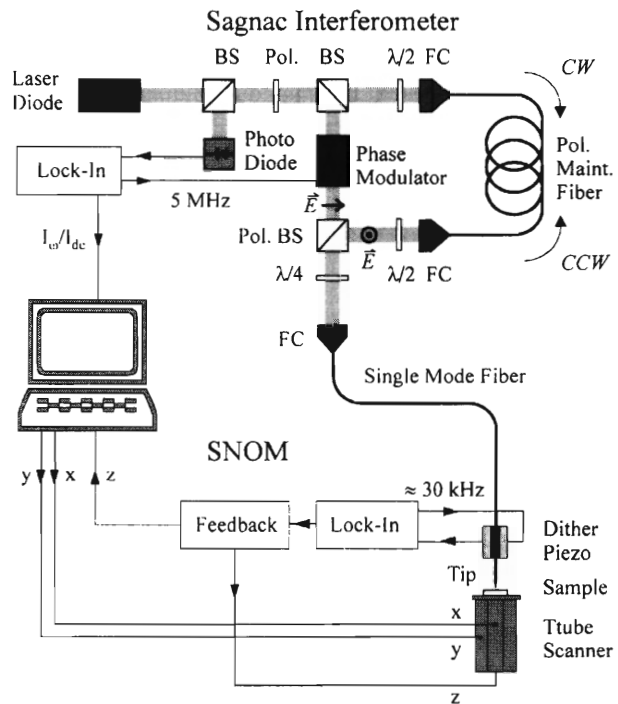 Sagnac Interferometer
BS Pol. BS λ/2 FC
CW
Laser
Diode
Photo
Diode
Phase
Modulator
Pol.
Maint.
Fiber
Lock-In
5 MHz
E⃗
Pol. BS
E⃗
λ/2 FC
CCW
Iω/Idc
λ/4
FC
Single Mode Fiber
SNOM
y x z
≈ 30 kHz
Feedback
Lock-In
Dither
Piezo
Tip
Sample
x
y
Ttube
Scanner
z